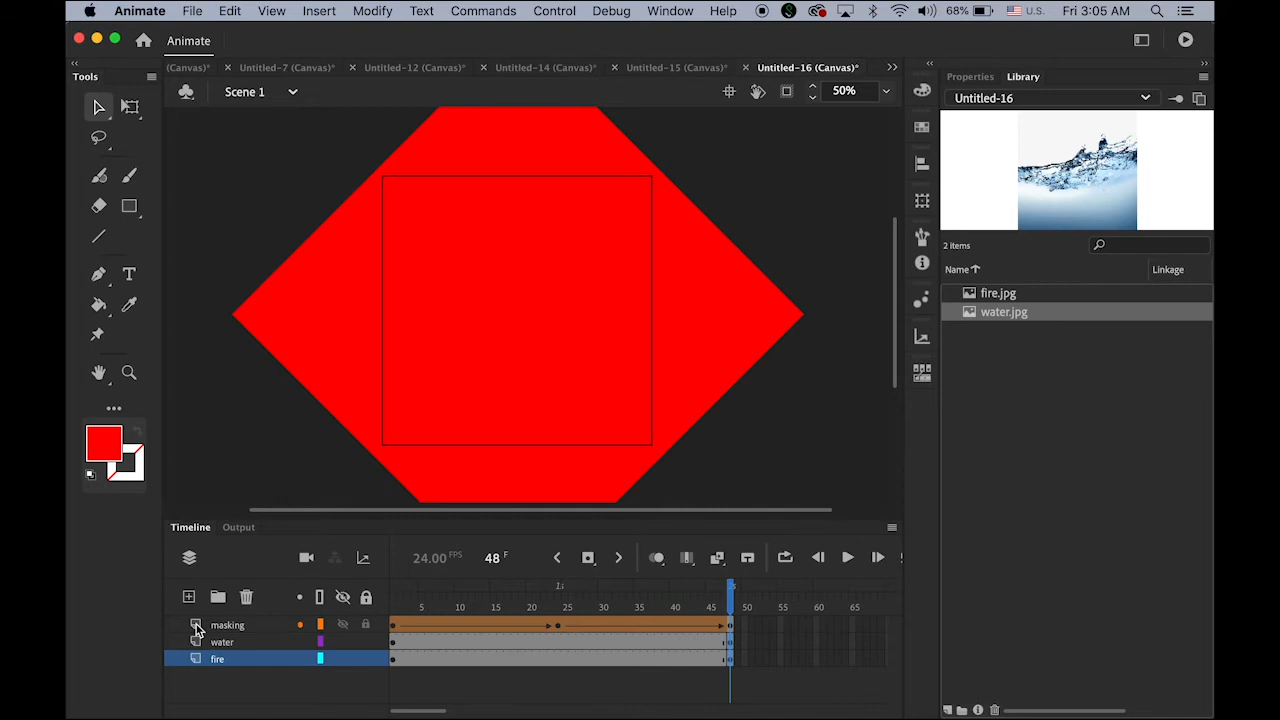 Animate File Edit View Insert Modify Text Commands Control Debug Window Help 68% U.S. Fri 3:05 AM
Animate
Tools
(Canvas)* Untitled-7 (Canvas)* Untitled-12 (Canvas)* Untitled-14 (Canvas)* Untitled-15 (Canvas)* Untitled-16 (Canvas)*
Properties Library
Scene 1 50%
Untitled-16
2 items
Name Linkage
fire.jpg
water.jpg
Timeline Output
24.00 FPS 48 F
1s 2s
5 10 15 20 25 30 35 40 45 50 55 60 65
masking
water
fire